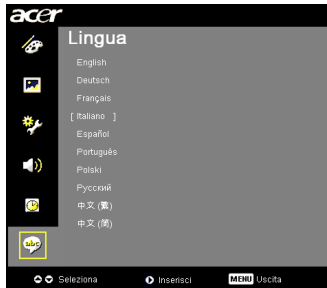 acer
Lingua
English
Deutsch
Français
[ Italiano ]
Español
Português
Polski
Русский
中文 (繁)
中文 (简)
abc
Seleziona Inserisci MENU Uscita